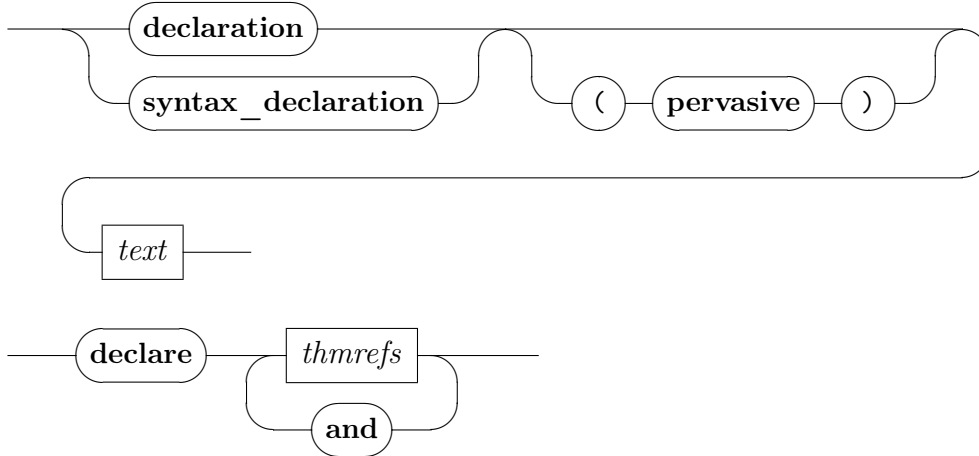 declaration
syntax_declaration ( pervasive )
text
declare thmrefs
and